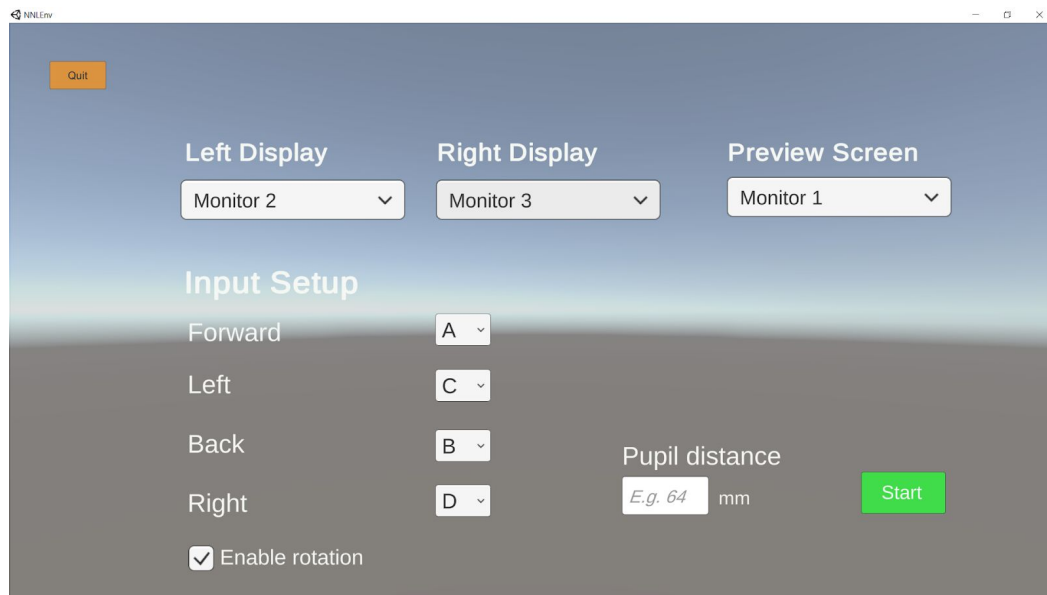 NNLEnv
Quit
Left Display
Right Display
Preview Screen
Monitor 2
Monitor 3
Monitor 1
Input Setup
Forward
A
Left
C
Back
B
Right
D
Enable rotation
Pupil distance
E.g. 64
mm
Start